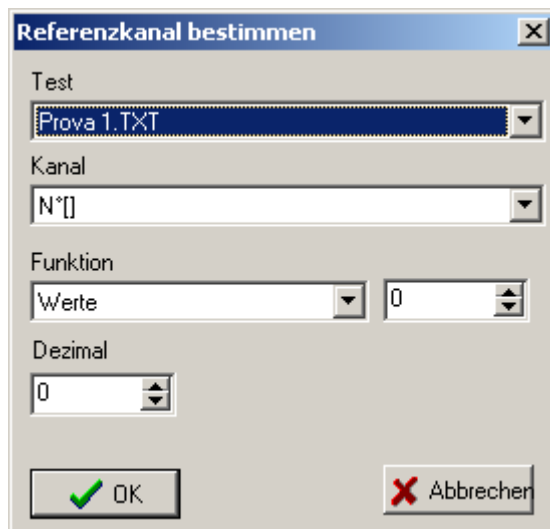 Referenzkanal bestimmen
Test
Prova 1.TXT
Kanal
N°[]
Funktion
Werte 0
Dezimal
0
OK Abbrechen